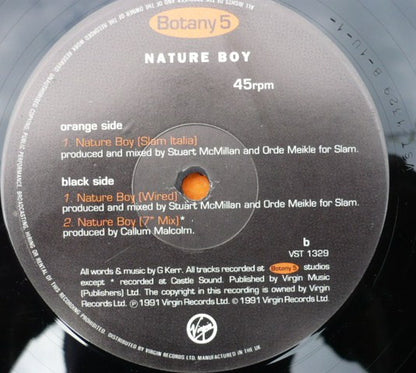 Botany 5
NATURE BOY
45rpm
orange side
1. Nature Boy (Slam Italia)
produced and mixed by Stuart McMillan and Orde Meikle for Slam.
black side
1. Nature Boy (Wired)
produced and mixed by Stuart McMillan and Orde Meikle for Slam.
2. Nature Boy (7" Mix)*
produced by Callum Malcolm.
b
VST 1329
All words & music by G Kerr. All tracks recorded at Botany 5 studios
except * recorded at Castle Sound. Published by Virgin Music
(Publishers) Ltd. The copyright in this recording is owned by Virgin
Records Ltd. ℗ 1991 Virgin Records Ltd. © 1991 Virgin Records Ltd.
Virgin
DISTRIBUTED BY VIRGIN RECORDS LTD. MANUFACTURED IN THE UK